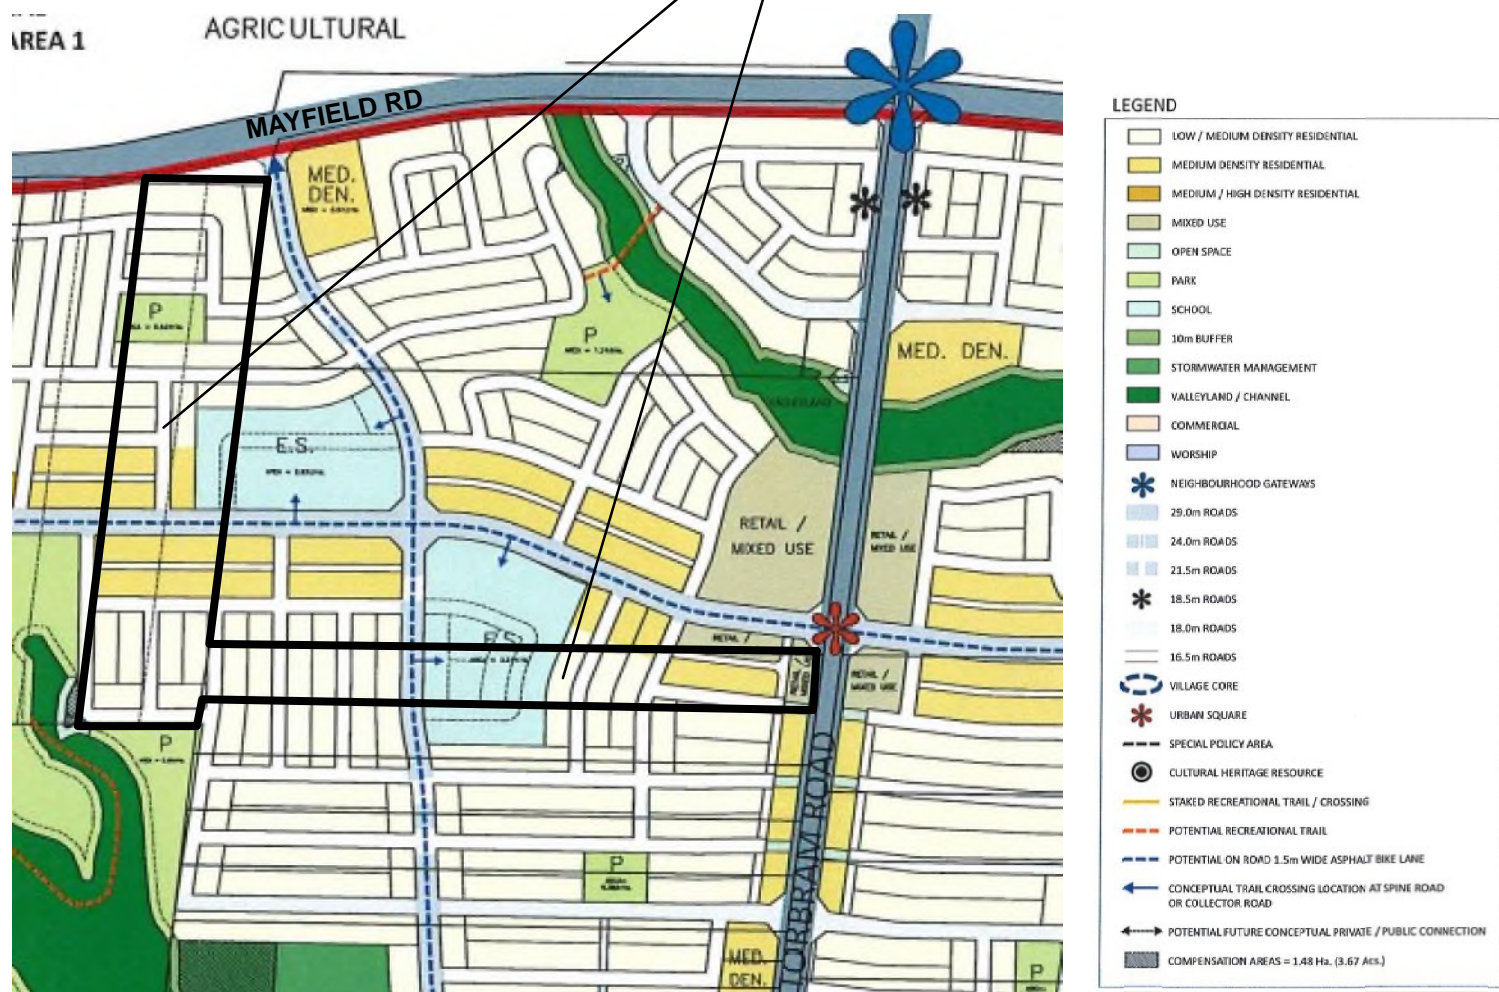 AREA 1
AGRICULTURAL
MAYFIELD RD
MED.
DEN.
P
P
MED. DEN.
E.S.
RETAIL /
MIXED USE
RETAIL /
MIXED USE
E.S.
RETAIL /
RETAIL /
MIXED USE
RETAIL /
MIXED
P
P
P
MED.
DEN.
TORBRAM ROAD
LEGEND
LOW / MEDIUM DENSITY RESIDENTIAL
MEDIUM DENSITY RESIDENTIAL
MEDIUM / HIGH DENSITY RESIDENTIAL
MIXED USE
OPEN SPACE
PARK
SCHOOL
10m BUFFER
STORMWATER MANAGEMENT
VALLEYLAND / CHANNEL
COMMERCIAL
WORSHIP
NEIGHBOURHOOD GATEWAYS
29.0m ROADS
24.0m ROADS
21.5m ROADS
18.5m ROADS
18.0m ROADS
16.5m ROADS
VILLAGE CORE
URBAN SQUARE
SPECIAL POLICY AREA
CULTURAL HERITAGE RESOURCE
STAKED RECREATIONAL TRAIL / CROSSING
POTENTIAL RECREATIONAL TRAIL
POTENTIAL ON ROAD 1.5m WIDE ASPHALT BIKE LANE
CONCEPTUAL TRAIL CROSSING LOCATION AT SPINE ROAD
OR COLLECTOR ROAD
POTENTIAL FUTURE CONCEPTUAL PRIVATE / PUBLIC CONNECTION
COMPENSATION AREAS = 1.48 Ha. (3.67 Acs.)